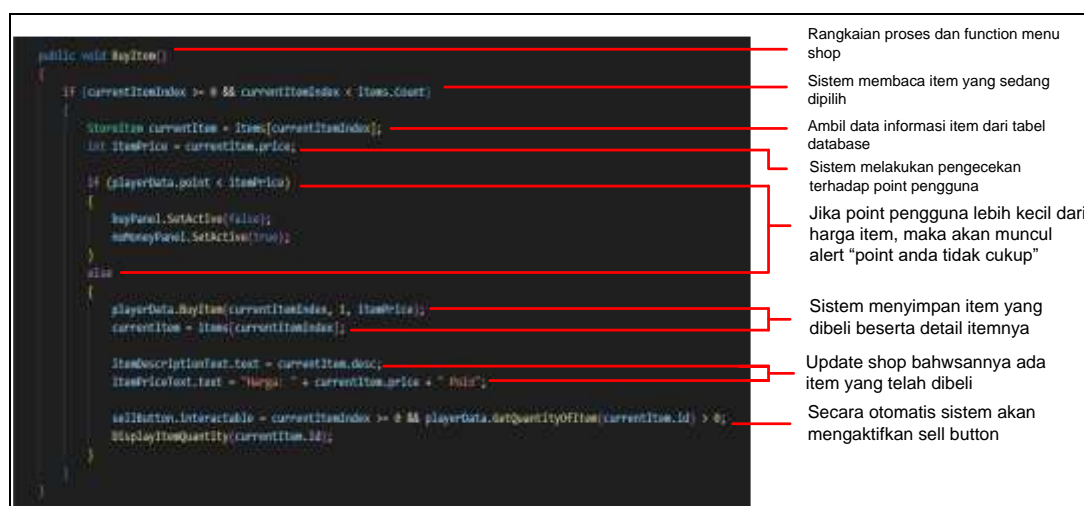 Rangkaian proses dan function menu
shop
public void BuyItem()
{
if (currentItemIndex >= 0 && currentItemIndex < Items.Count)
Sistem membaca item yang sedang
dipilih
{
StoreItem currentItem = Items[currentItemIndex];
Ambil data informasi item dari tabel
database
int itemPrice = currentItem.price;
Sistem melakukan pengecekan
terhadap point pengguna
if (playerData.point < itemPrice)
{
buyPanel.SetActive(false);
noMoneyPanel.SetActive(true);
}
else
Jika point pengguna lebih kecil dari
harga item, maka akan muncul
alert “point anda tidak cukup”
{
playerData.BuyItem(currentItemIndex, 1, itemPrice);
currentItem = Items[currentItemIndex];
Sistem menyimpan item yang
dibeli beserta detail itemnya
ItemDescriptionText.text = currentItem.desc;
ItemPriceText.text = "Harga: " + currentItem.price + " Poin";
Update shop bahwsannya ada
item yang telah dibeli
sellButton.interactable = currentItemIndex >= 0 && playerData.GetQuantityOfItem(currentItem.id) > 0;
DisplayItemQuantity(currentItem.id);
Secara otomatis sistem akan
mengaktifkan sell button
}
}
}